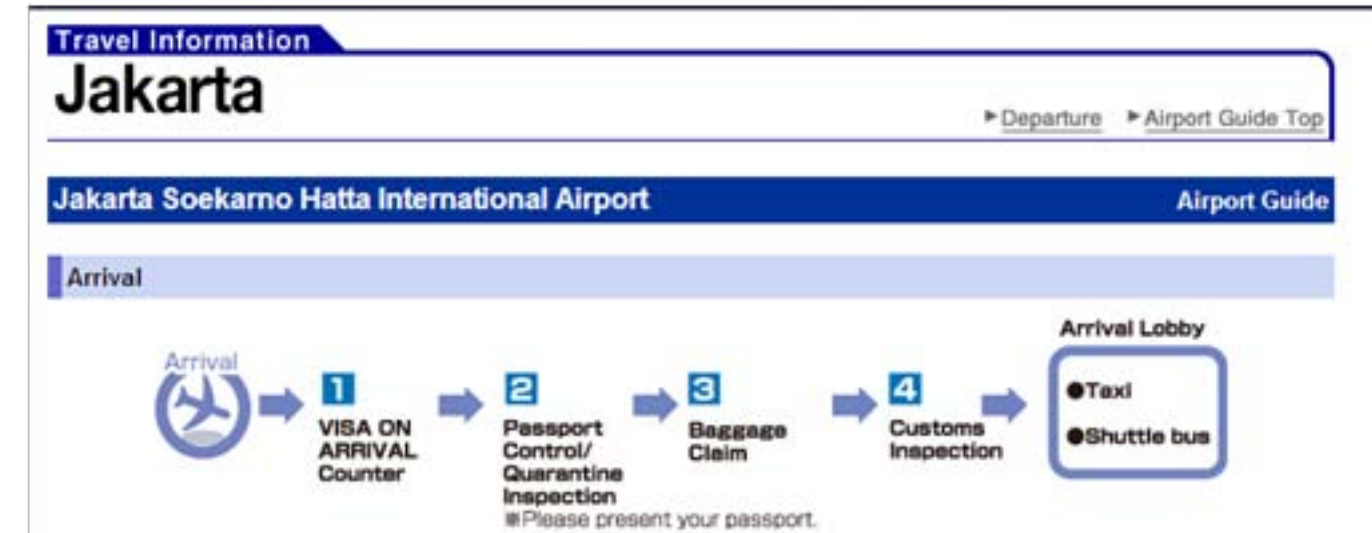 Travel Information
Jakarta
Departure Airport Guide Top
Jakarta Soekarno Hatta International Airport Airport Guide
Arrival
Arrival Lobby
Arrival
1 2 3 4
VISA ON ARRIVAL Counter
Passport Control/ Quarantine Inspection
※Please present your passport.
Baggage Claim
Customs Inspection
●Taxi
●Shuttle bus